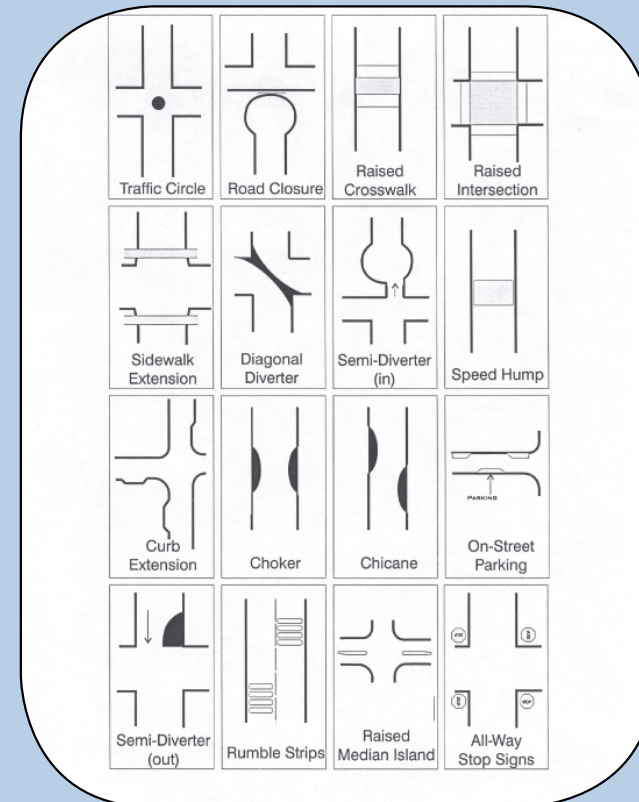 Traffic Circle
Road Closure
Raised
Crosswalk
Raised
Intersection
Sidewalk
Extension
Diagonal
Diverter
Semi-Diverter
(in)
Speed Hump
Curb
Extension
Choker
Chicane
PARKING
On-Street
Parking
Semi-Diverter
(out)
Rumble Strips
Raised
Median Island
STOP
All-Way
Stop Signs